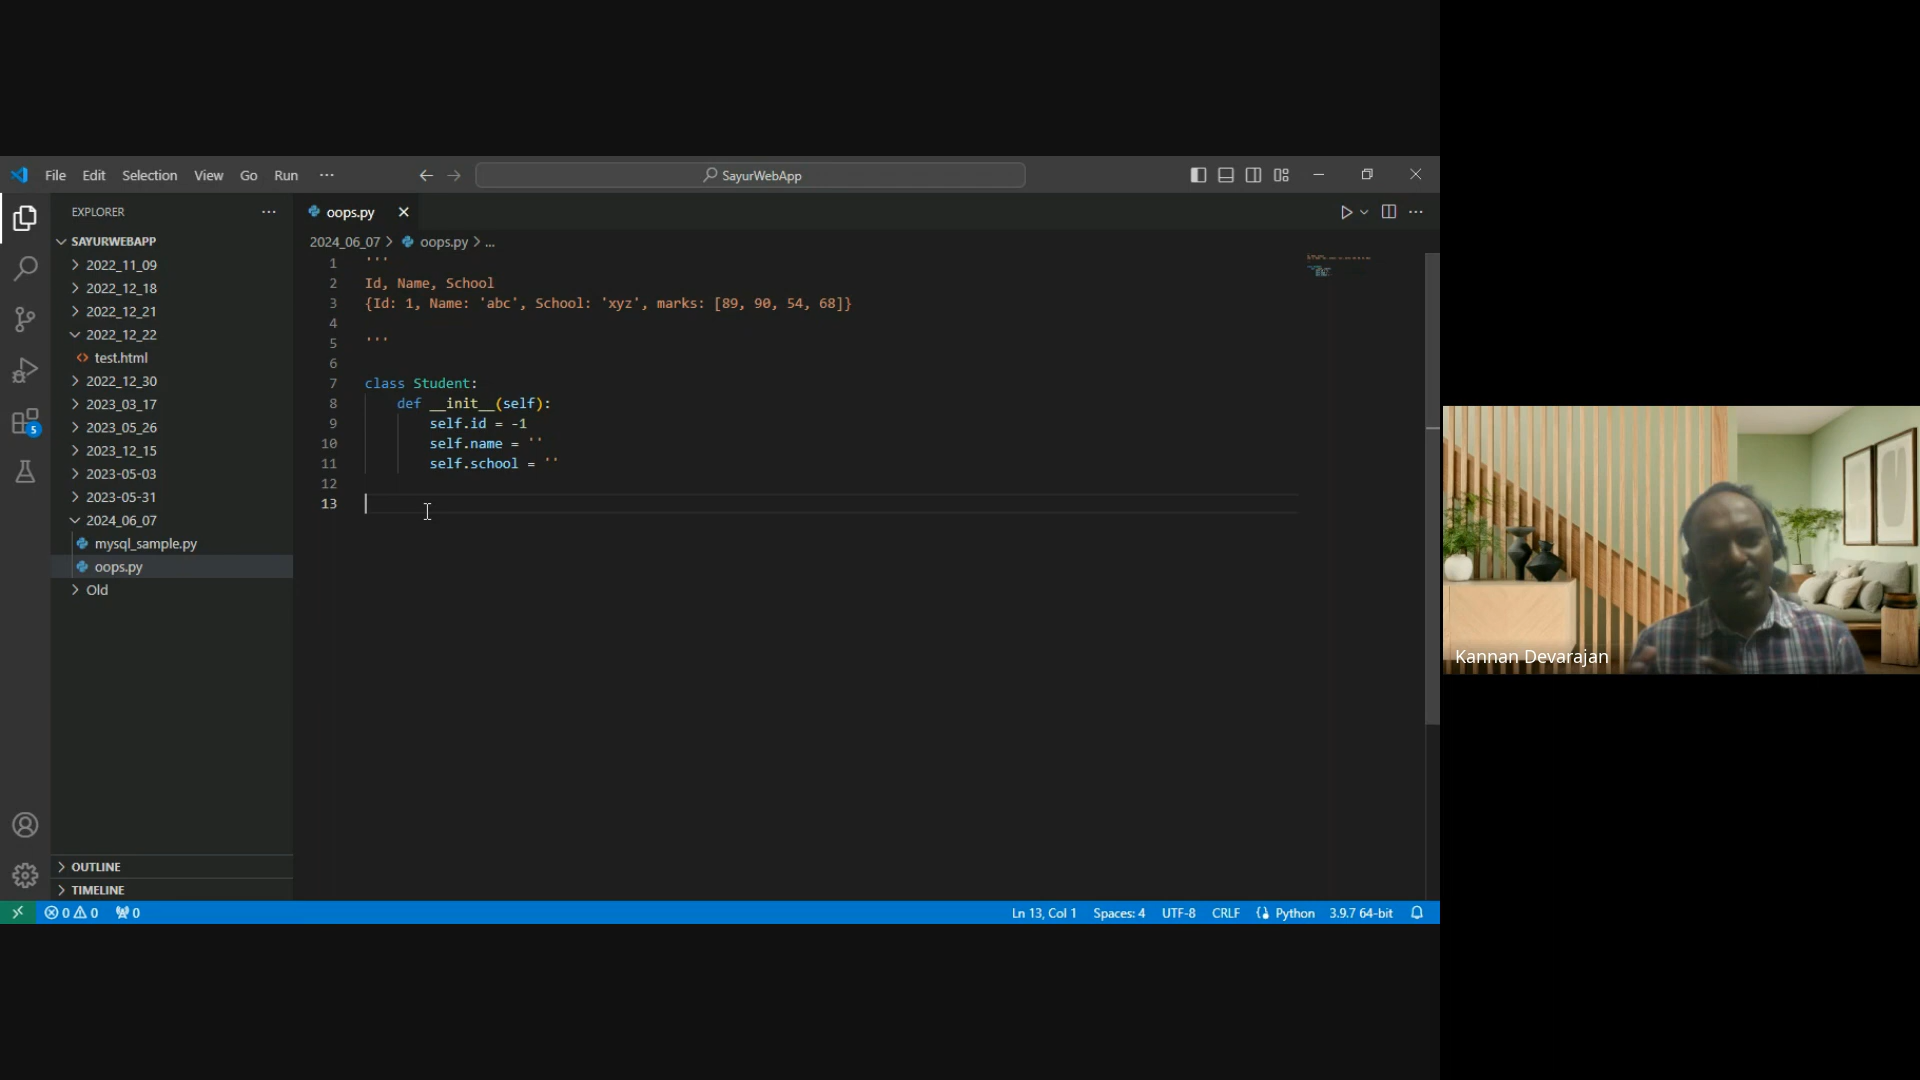 File Edit Selection View Go Run ··· SayurWebApp
EXPLORER ···
SAYURWEBAPP
2022_11_09
2022_12_18
2022_12_21
2022_12_22
test.html
2022_12_30
2023_03_17
2023_05_26
2023_12_15
2023-05-03
2023-05-31
2024_06_07
mysql_sample.py
oops.py
Old
OUTLINE
TIMELINE
5
oops.py
2024_06_07 > oops.py > ...
1 '''
2 Id, Name, School
3 {Id: 1, Name: 'abc', School: 'xyz', marks: [89, 90, 54, 68]}
4
5 '''
6
7 class Student:
8 def __init__(self):
9 self.id = -1
10 self.name = ''
11 self.school = ''
12
13
0 0 0 Ln 13, Col 1 Spaces: 4 UTF-8 CRLF Python 3.9.7 64-bit
Kannan Devarajan